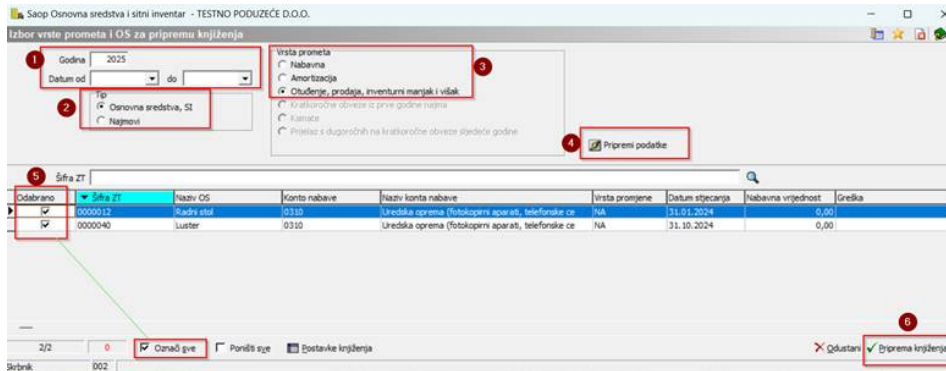 Saop Osnovna sredstva i sitni inventar - TESTNO PODUZEĆE D.O.O.
Izbor vrste prometa i OS za pripremu knjiženja
1
Godina 2025
Datum od do
2
Tip
Osnovna sredstva, SI
Najmovi
Vrsta prometa
3
Nabavna
Amortizacija
Otuđenje, prodaja, inventurni manjak i višak
Kratkoročne obveze iz prve godine najma
Kamate
Prijelaz s dugoročnih na kratkoročne obveze sljedeće godine
4
Pripremi podatke
5
Šifra ZT
Odabrano Šifra ZT Naziv OS Konto nabave Naziv konta nabave Vrsta promjene Datum stjecanja Nabavna vrijednost Greška
0000012 Radni stol 0310 Uredska oprema (fotokopirni aparati, telefonske ce NA 31.01.2024 0,00
0000040 Luster 0310 Uredska oprema (fotokopirni aparati, telefonske ce NA 31.10.2024 0,00
6
2/2 0 Označi sve Poništi sve Postavke knjiženja Odustani Priprema knjiženja
Skrbnik 002